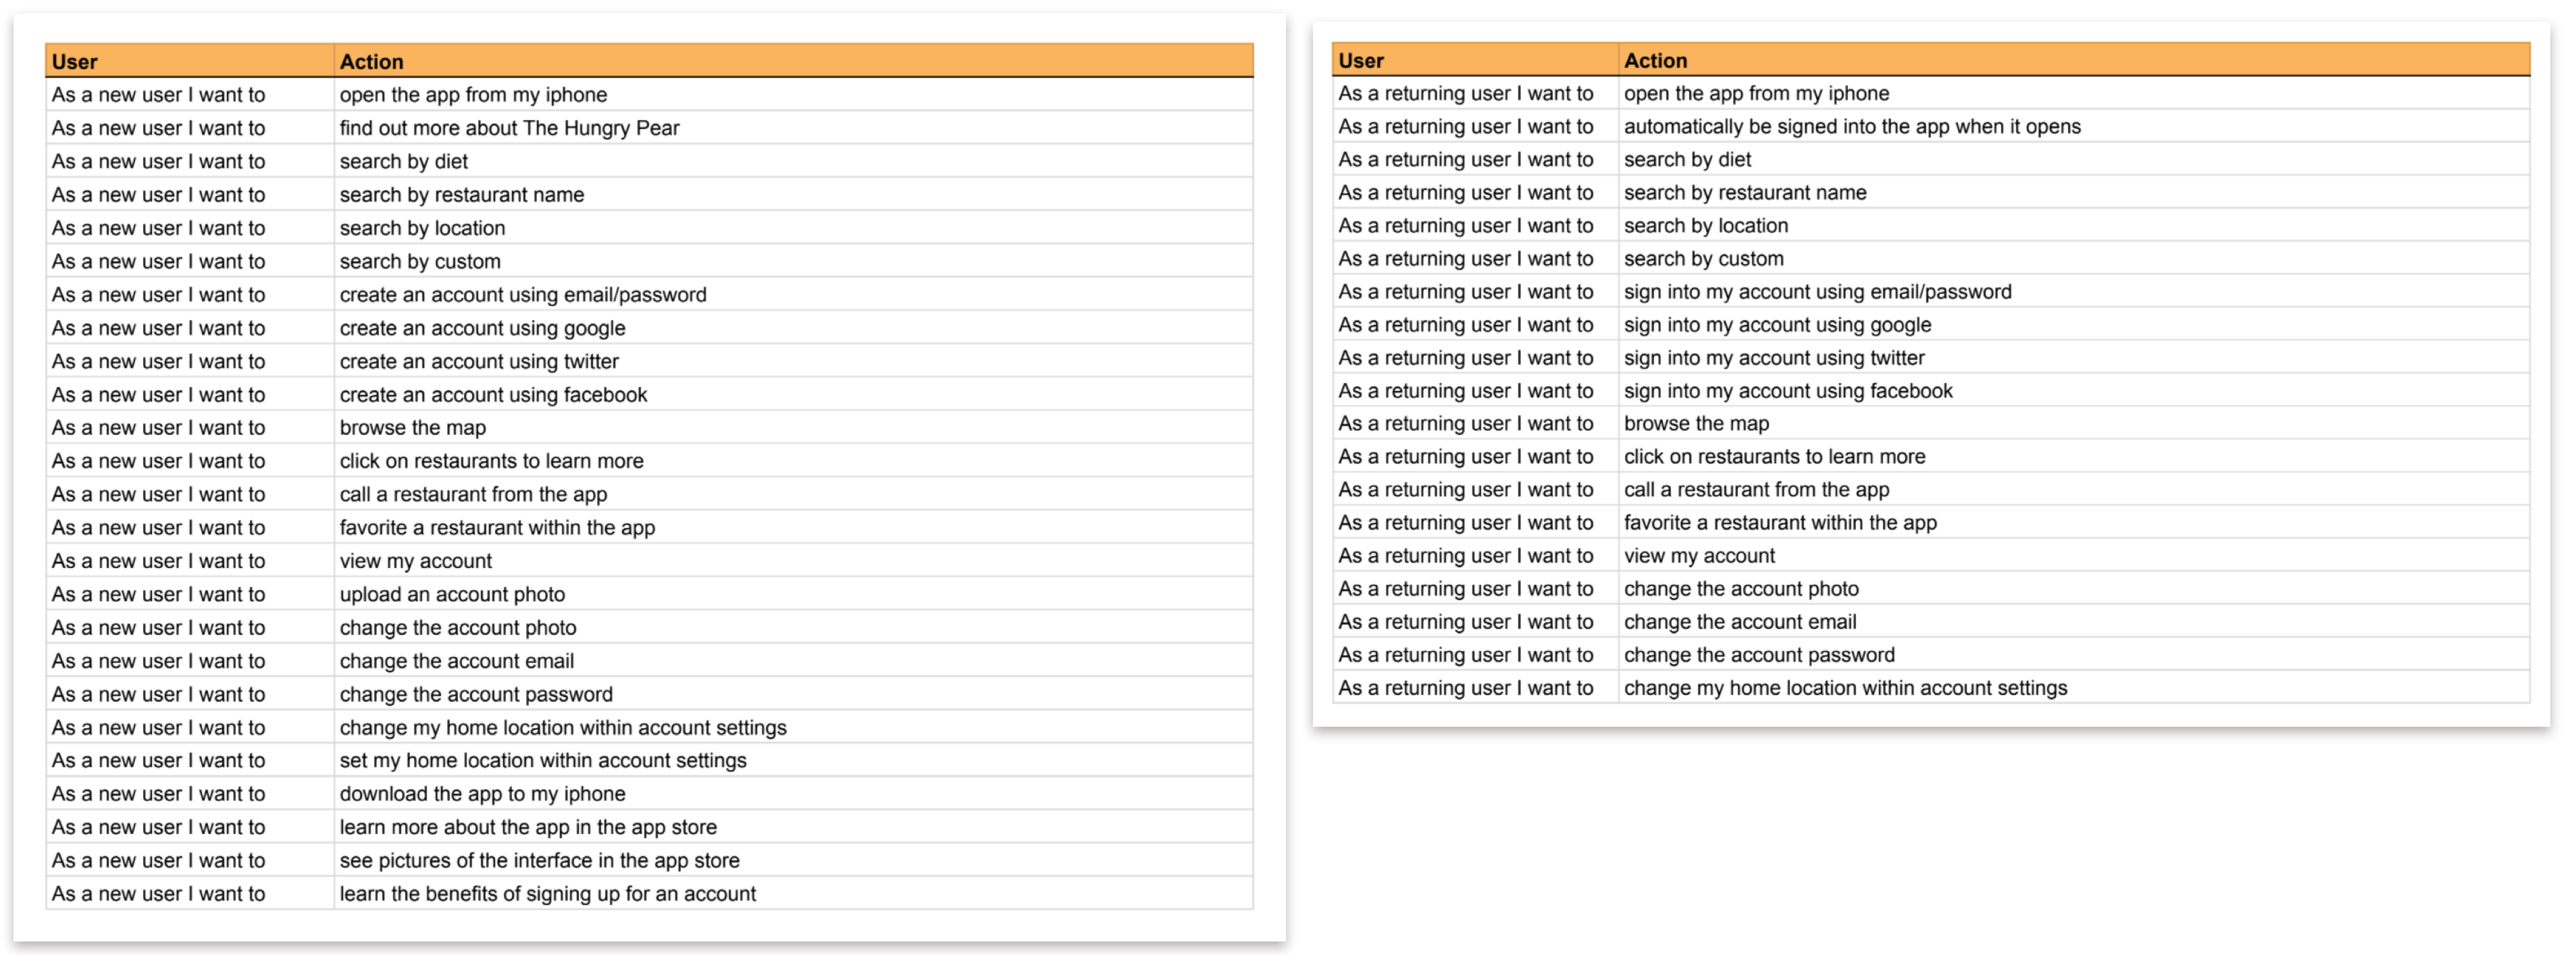 User Action
As a new user I want to open the app from my iphone
As a new user I want to find out more about The Hungry Pear
As a new user I want to search by diet
As a new user I want to search by restaurant name
As a new user I want to search by location
As a new user I want to search by custom
As a new user I want to create an account using email/password
As a new user I want to create an account using google
As a new user I want to create an account using twitter
As a new user I want to create an account using facebook
As a new user I want to browse the map
As a new user I want to click on restaurants to learn more
As a new user I want to call a restaurant from the app
As a new user I want to favorite a restaurant within the app
As a new user I want to view my account
As a new user I want to upload an account photo
As a new user I want to change the account photo
As a new user I want to change the account email
As a new user I want to change the account password
As a new user I want to change my home location within account settings
As a new user I want to set my home location within account settings
As a new user I want to download the app to my iphone
As a new user I want to learn more about the app in the app store
As a new user I want to see pictures of the interface in the app store
As a new user I want to learn the benefits of signing up for an account
User Action
As a returning user I want to open the app from my iphone
As a returning user I want to automatically be signed into the app when it opens
As a returning user I want to search by diet
As a returning user I want to search by restaurant name
As a returning user I want to search by location
As a returning user I want to search by custom
As a returning user I want to sign into my account using email/password
As a returning user I want to sign into my account using google
As a returning user I want to sign into my account using twitter
As a returning user I want to sign into my account using facebook
As a returning user I want to browse the map
As a returning user I want to click on restaurants to learn more
As a returning user I want to call a restaurant from the app
As a returning user I want to favorite a restaurant within the app
As a returning user I want to view my account
As a returning user I want to change the account photo
As a returning user I want to change the account email
As a returning user I want to change the account password
As a returning user I want to change my home location within account settings